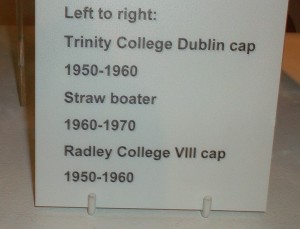 Left to right:
Trinity College Dublin cap
1950-1960
Straw boater
1960-1970
Radley College VIII cap
1950-1960